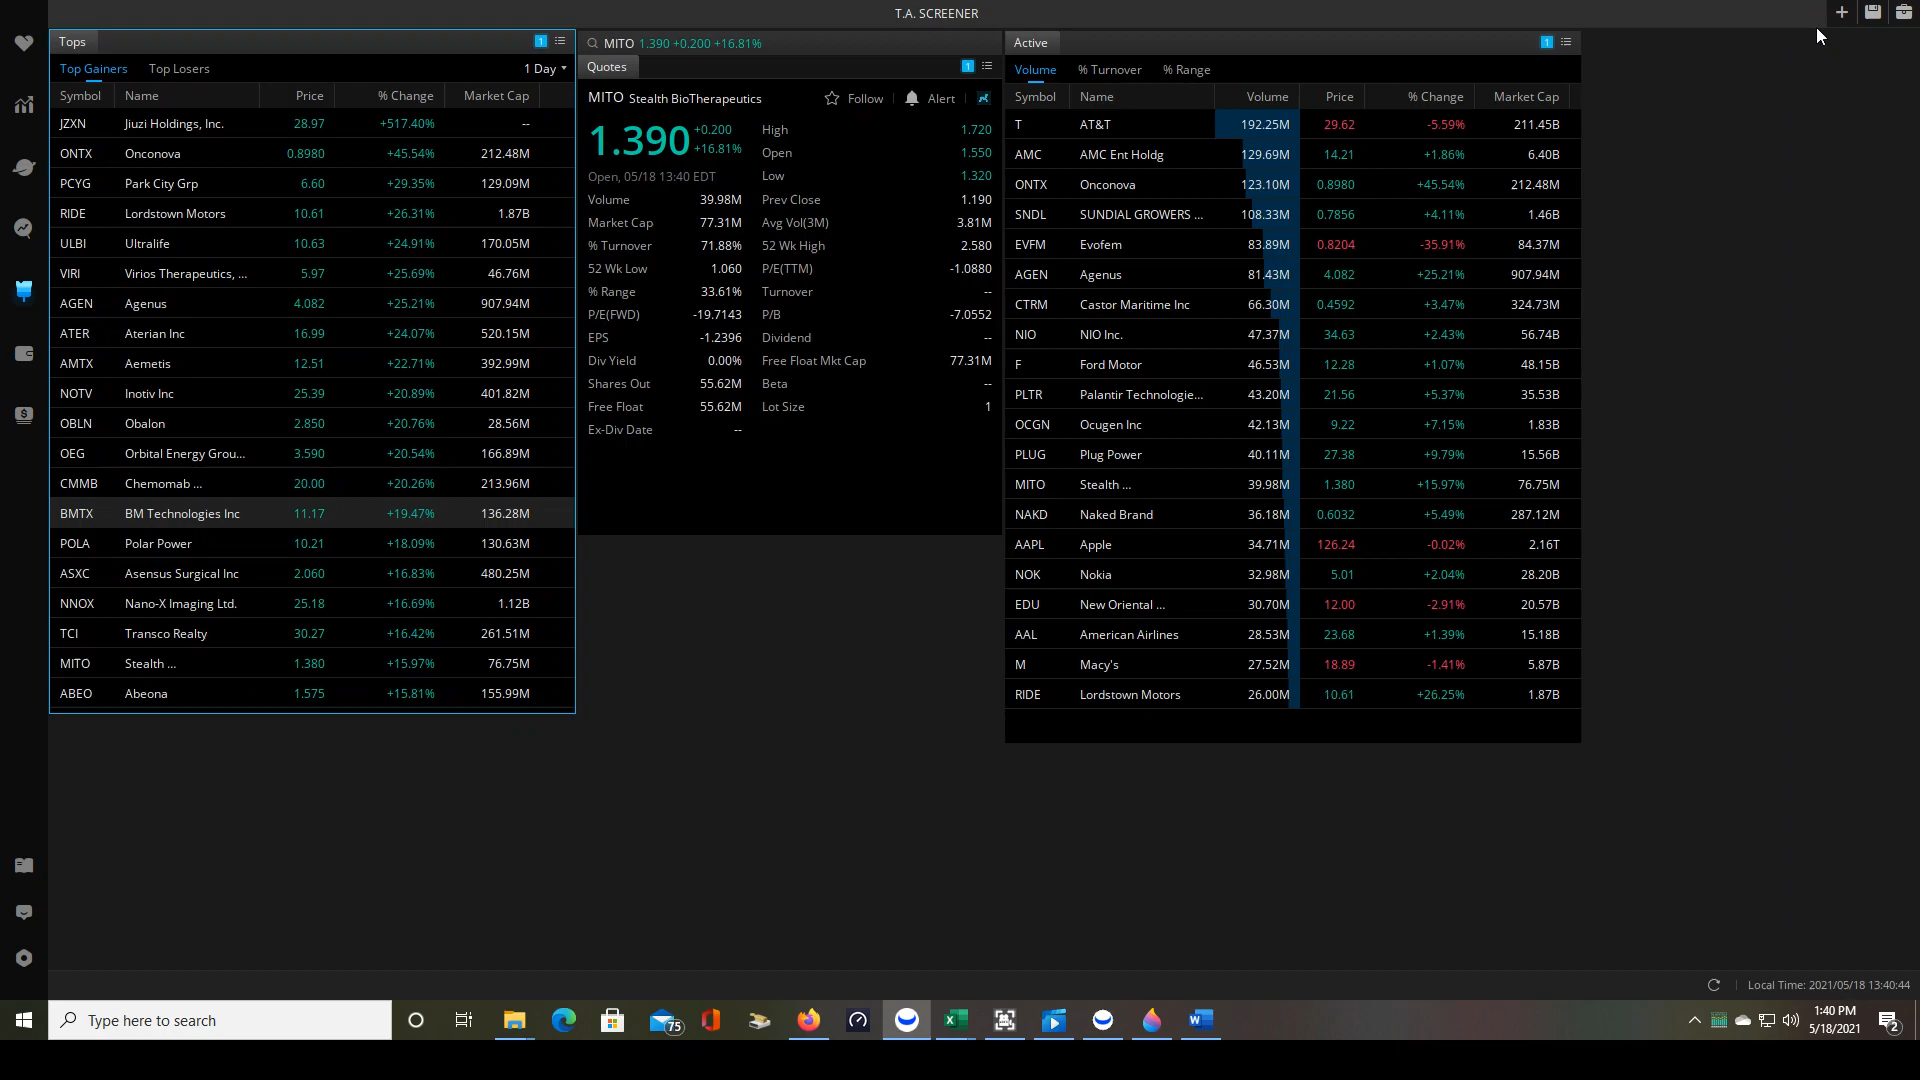 T.A. SCREENER
Tops
1
Top Gainers Top Losers 1 Day
Symbol Name Price % Change Market Cap
JZXN Jiuzi Holdings, Inc. 28.97 +517.40% --
ONTX Onconova 0.8980 +45.54% 212.48M
PCYG Park City Grp 6.60 +29.35% 129.09M
RIDE Lordstown Motors 10.61 +26.31% 1.87B
ULBI Ultralife 10.63 +24.91% 170.05M
VIRI Virios Therapeutics, ... 5.97 +25.69% 46.76M
AGEN Agenus 4.082 +25.21% 907.94M
ATER Aterian Inc 16.99 +24.07% 520.15M
AMTX Aemetis 12.51 +22.71% 392.99M
NOTV Inotiv Inc 25.39 +20.89% 401.82M
OBLN Obalon 2.850 +20.76% 28.56M
OEG Orbital Energy Grou... 3.590 +20.54% 166.89M
CMMB Chemomab ... 20.00 +20.26% 213.96M
BMTX BM Technologies Inc 11.17 +19.47% 136.28M
POLA Polar Power 10.21 +18.09% 130.63M
ASXC Asensus Surgical Inc 2.060 +16.83% 480.25M
NNOX Nano-X Imaging Ltd. 25.18 +16.69% 1.12B
TCI Transco Realty 30.27 +16.42% 261.51M
MITO Stealth ... 1.380 +15.97% 76.75M
ABEO Abeona 1.575 +15.81% 155.99M
MITO 1.390 +0.200 +16.81%
Quotes 1
MITO Stealth BioTherapeutics Follow Alert
1.390 +0.200 +16.81%
Open, 05/18 13:40 EDT
High 1.720
Open 1.550
Low 1.320
Volume 39.98M Prev Close 1.190
Market Cap 77.31M Avg Vol(3M) 3.81M
% Turnover 71.88% 52 Wk High 2.580
52 Wk Low 1.060 P/E(TTM) -1.0880
% Range 33.61% Turnover --
P/E(FWD) -19.7143 P/B -7.0552
EPS -1.2396 Dividend --
Div Yield 0.00% Free Float Mkt Cap 77.31M
Shares Out 55.62M Beta --
Free Float 55.62M Lot Size 1
Ex-Div Date --
Active 1
Volume % Turnover % Range
Symbol Name Volume Price % Change Market Cap
T AT&T 192.25M 29.62 -5.59% 211.45B
AMC AMC Ent Holdg 129.69M 14.21 +1.86% 6.40B
ONTX Onconova 123.10M 0.8980 +45.54% 212.48M
SNDL SUNDIAL GROWERS ... 108.33M 0.7856 +4.11% 1.46B
EVFM Evofem 83.89M 0.8204 -35.91% 84.37M
AGEN Agenus 81.43M 4.082 +25.21% 907.94M
CTRM Castor Maritime Inc 66.30M 0.4592 +3.47% 324.73M
NIO NIO Inc. 47.37M 34.63 +2.43% 56.74B
F Ford Motor 46.53M 12.28 +1.07% 48.15B
PLTR Palantir Technologie... 43.20M 21.56 +5.37% 35.53B
OCGN Ocugen Inc 42.13M 9.22 +7.15% 1.83B
PLUG Plug Power 40.11M 27.38 +9.79% 15.56B
MITO Stealth ... 39.98M 1.380 +15.97% 76.75M
NAKD Naked Brand 36.18M 0.6032 +5.49% 287.12M
AAPL Apple 34.71M 126.24 -0.02% 2.16T
NOK Nokia 32.98M 5.01 +2.04% 28.20B
EDU New Oriental ... 30.70M 12.00 -2.91% 20.57B
AAL American Airlines 28.53M 23.68 +1.39% 15.18B
M Macy's 27.52M 18.89 -1.41% 5.87B
RIDE Lordstown Motors 26.00M 10.61 +26.25% 1.87B
Local Time: 2021/05/18 13:40:44
Type here to search
75
1:40 PM
5/18/2021
2